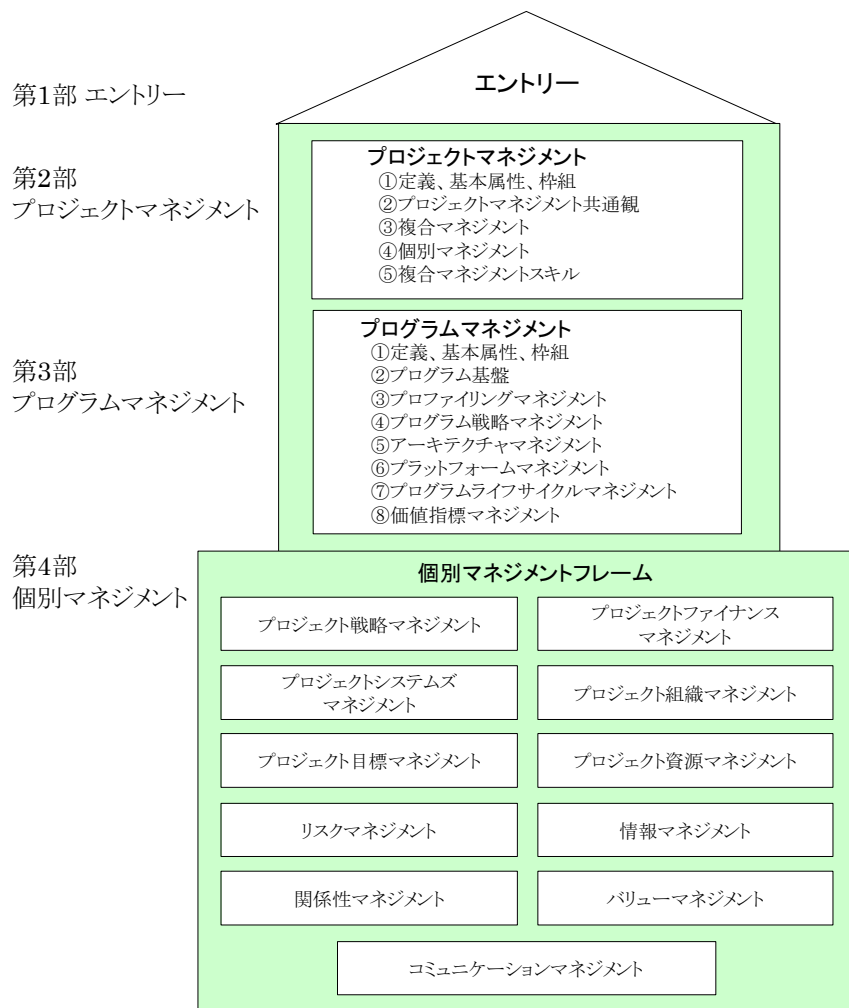 エントリー
第1部 エントリー
第2部
プロジェクトマネジメント
プロジェクトマネジメント
①定義、基本属性、枠組
②プロジェクトマネジメント共通観
③複合マネジメント
④個別マネジメント
⑤複合マネジメントスキル
第3部
プログラムマネジメント
プログラムマネジメント
①定義、基本属性、枠組
②プログラム基盤
③プロファイリングマネジメント
④プログラム戦略マネジメント
⑤アーキテクチャマネジメント
⑥プラットフォームマネジメント
⑦プログラムライフサイクルマネジメント
⑧価値指標マネジメント
第4部
個別マネジメント
個別マネジメントフレーム
プロジェクト戦略マネジメント
プロジェクトファイナンス
マネジメント
プロジェクトシステムズ
マネジメント
プロジェクト組織マネジメント
プロジェクト目標マネジメント
プロジェクト資源マネジメント
リスクマネジメント
情報マネジメント
関係性マネジメント
バリューマネジメント
コミュニケーションマネジメント